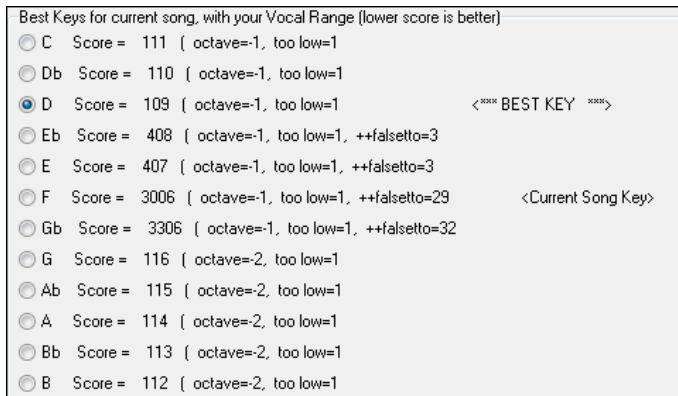 Best Keys for current song, with your Vocal Range (lower score is better)
C Score = 111 ( octave=-1, too low=1
Db Score = 110 ( octave=-1, too low=1
D Score = 109 ( octave=-1, too low=1 <*** BEST KEY ***>
Eb Score = 408 ( octave=-1, too low=1, ++falsetto=3
E Score = 407 ( octave=-1, too low=1, ++falsetto=3
F Score = 3006 ( octave=-1, too low=1, ++falsetto=29 <Current Song Key>
Gb Score = 3306 ( octave=-1, too low=1, ++falsetto=32
G Score = 116 ( octave=-2, too low=1
Ab Score = 115 ( octave=-2, too low=1
A Score = 114 ( octave=-2, too low=1
Bb Score = 113 ( octave=-2, too low=1
B Score = 112 ( octave=-2, too low=1